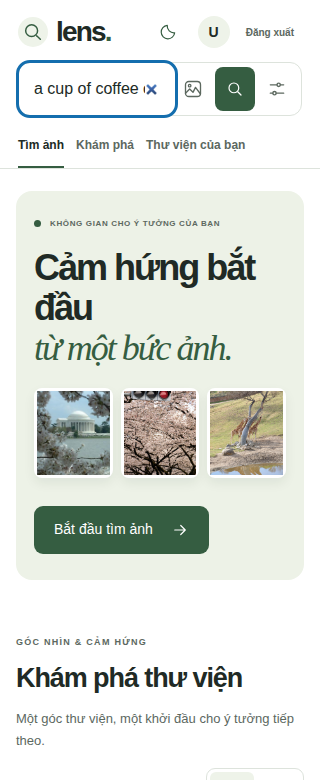 lens.
U
Đăng xuất
a cup of coffee
Tìm ảnh
Khám phá
Thư viện của bạn
KHÔNG GIAN CHO Ý TƯỞNG CỦA BẠN
Cảm hứng bắt
đầu
từ một bức ảnh.
Bắt đầu tìm ảnh
GÓC NHÌN & CẢM HỨNG
Khám phá thư viện
Một góc thư viện, một khởi đầu cho ý tưởng tiếp
theo.